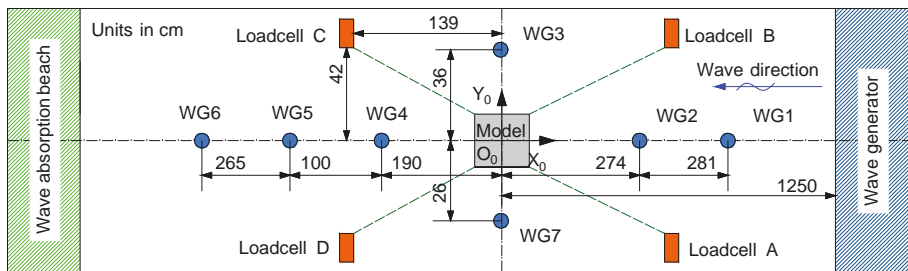 Units in cm
Loadcell C
139
WG3
Loadcell B
42
36
Wave direction
Y0
WG6
WG5
WG4
WG2
WG1
Model
O0
X0
265
100
190
274
281
1250
26
WG7
Loadcell D
Loadcell A
Wave absorption beach
Wave generator